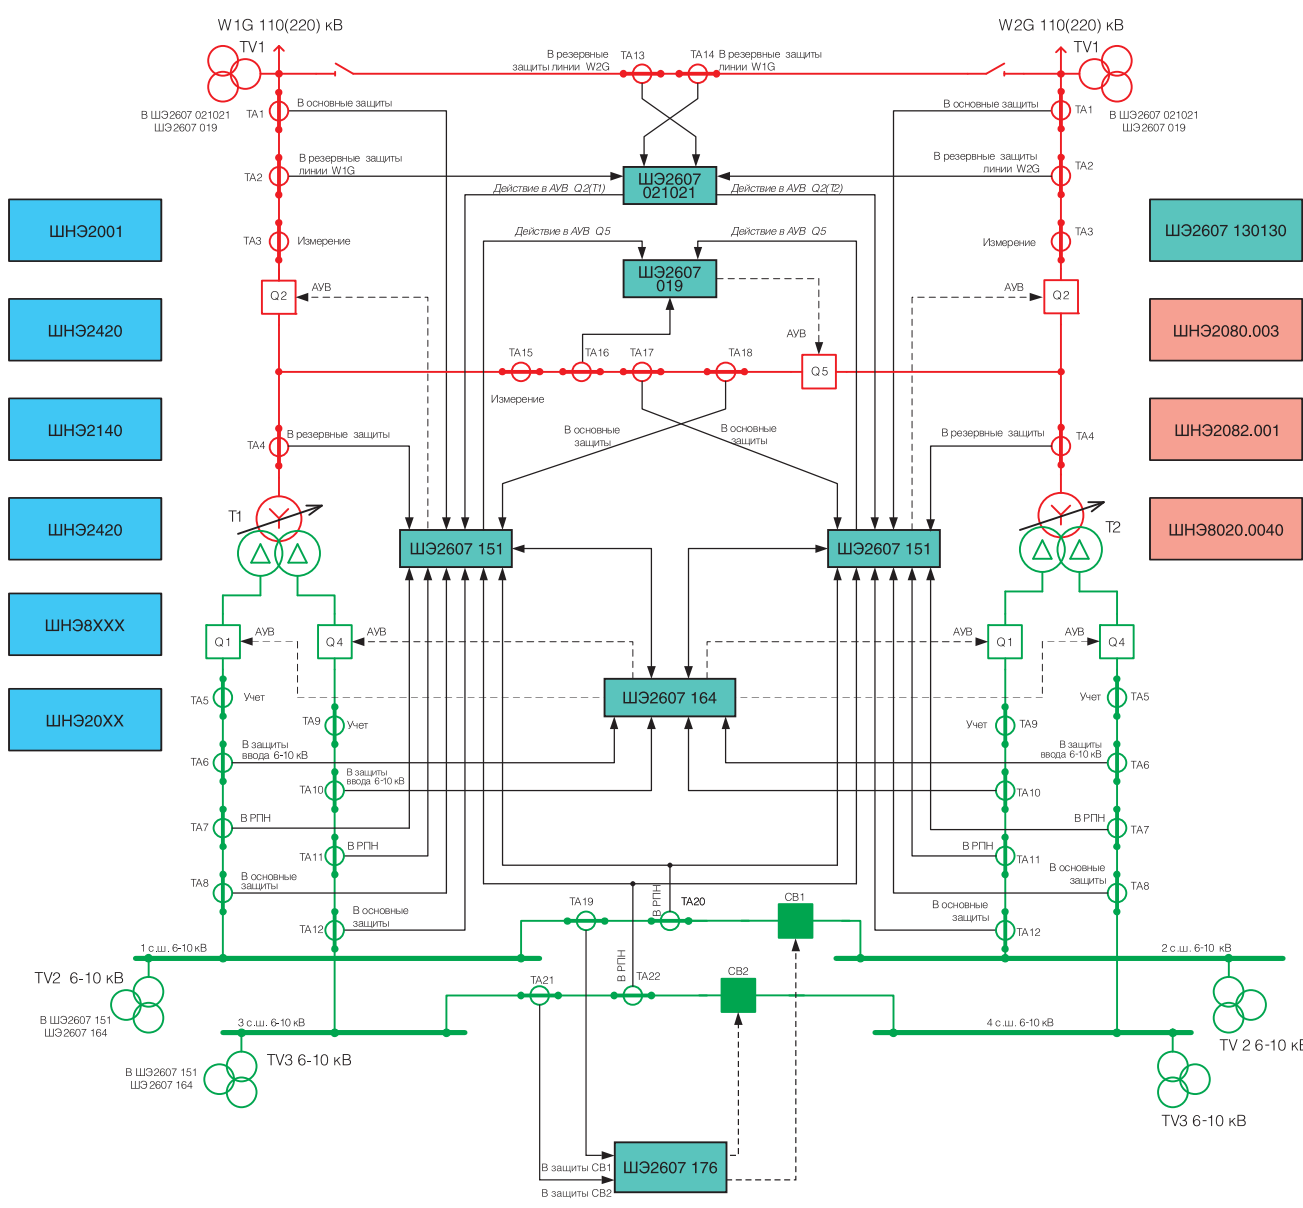 W1G 110(220) кВ
W2G 110(220) кВ
TV1
TV1
В резервные
защиты линии W2G
TA13
TA14
В резервные защиты
линии W1G
В ШЭ2607 021021
ШЭ2607 019
TA1
В основные защиты
В основные защиты
TA1
В ШЭ2607 021021
ШЭ2607 019
В резервные защиты
линии W1G
TA2
ШЭ2607
021021
В резервные защиты
линии W2G
TA2
Действие в АУВ Q2(T1)
Действие в АУВ Q2(T2)
ШНЭ2001
TA3
Измерение
Действие в АУВ Q5
Действие в АУВ Q5
Измерение
TA3
ШЭ2607 130130
ШЭ2607
019
Q2
АУВ
АУВ
Q2
ШНЭ2420
АУВ
ШНЭ2080.003
TA15
TA16
TA17
TA18
Q5
Измерение
ШНЭ2140
TA4
В резервные защиты
В основные
защиты
В основные
защиты
В резервные защиты
TA4
ШНЭ2082.001
T1
T2
ШНЭ2420
ШЭ2607 151
ШЭ2607 151
ШНЭ8020.0040
ШНЭ8XXX
Q1
АУВ
Q4
АУВ
АУВ
Q1
АУВ
Q4
ШНЭ20XX
TA5
Учет
TA9
Учет
ШЭ2607 164
Учет
TA9
Учет
TA5
TA6
В защиты
ввода 6-10 кВ
TA10
В защиты
ввода 6-10 кВ
TA10
В защиты
ввода 6-10 кВ
TA6
TA7
В РПН
TA11
В РПН
В РПН
TA11
В РПН
TA7
TA8
В основные
защиты
TA12
В основные
защиты
TA19
В РПН
TA20
СВ1
В основные
защиты
TA12
В основные
защиты
TA8
1 с.ш. 6-10 кВ
2 с.ш. 6-10 кВ
TV2 6-10 кВ
TA21
В РПН
TA22
СВ2
В ШЭ2607 151
ШЭ2607 164
3 с.ш. 6-10 кВ
4 с.ш. 6-10 кВ
TV 2 6-10 кВ
TV3 6-10 кВ
В ШЭ2607 151
ШЭ2607 164
TV3 6-10 кВ
В защиты СВ1
ШЭ2607 176
В защиты СВ2